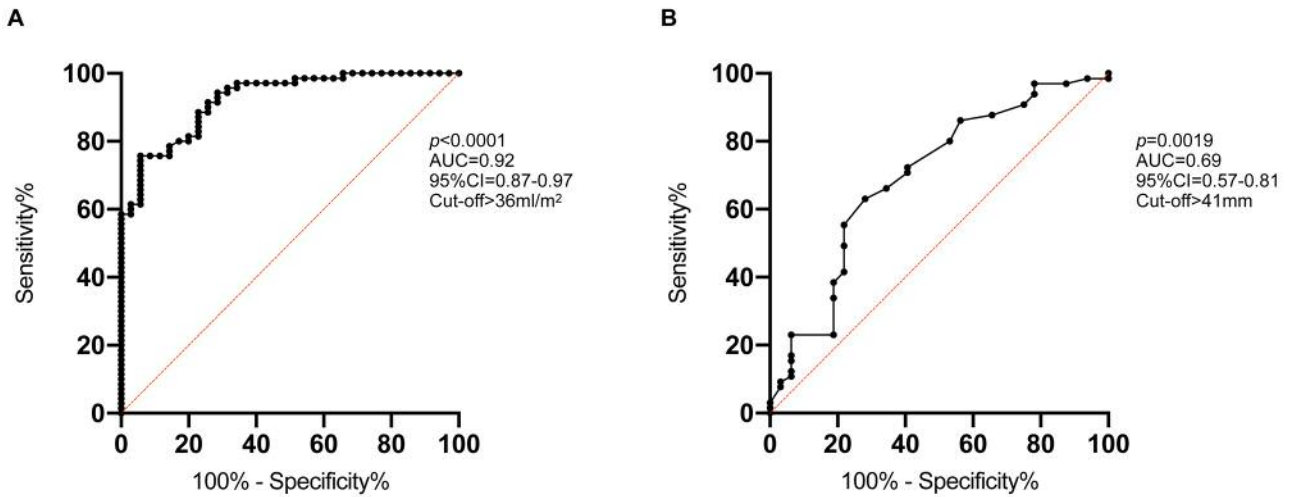 A
B
100
80
60
40
20
0
Sensitivity%
0 20 40 60 80 100
100% - Specificity%
p<0.0001
AUC=0.92
95%CI=0.87-0.97
Cut-off>36ml/m²
100
80
60
40
20
0
Sensitivity%
0 20 40 60 80 100
100% - Specificity%
p=0.0019
AUC=0.69
95%CI=0.57-0.81
Cut-off>41mm